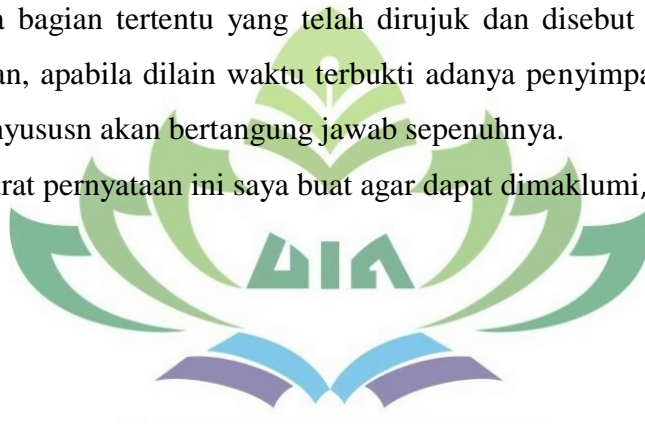 bagian tertentu yang telah dirujuk dan disebut
an, apabila dilain waktu terbukti adanya penyimpa
nyususn akan bertangung jawab sepenuhnya.
rat pernyataan ini saya buat agar dapat dimaklumi,
UIN